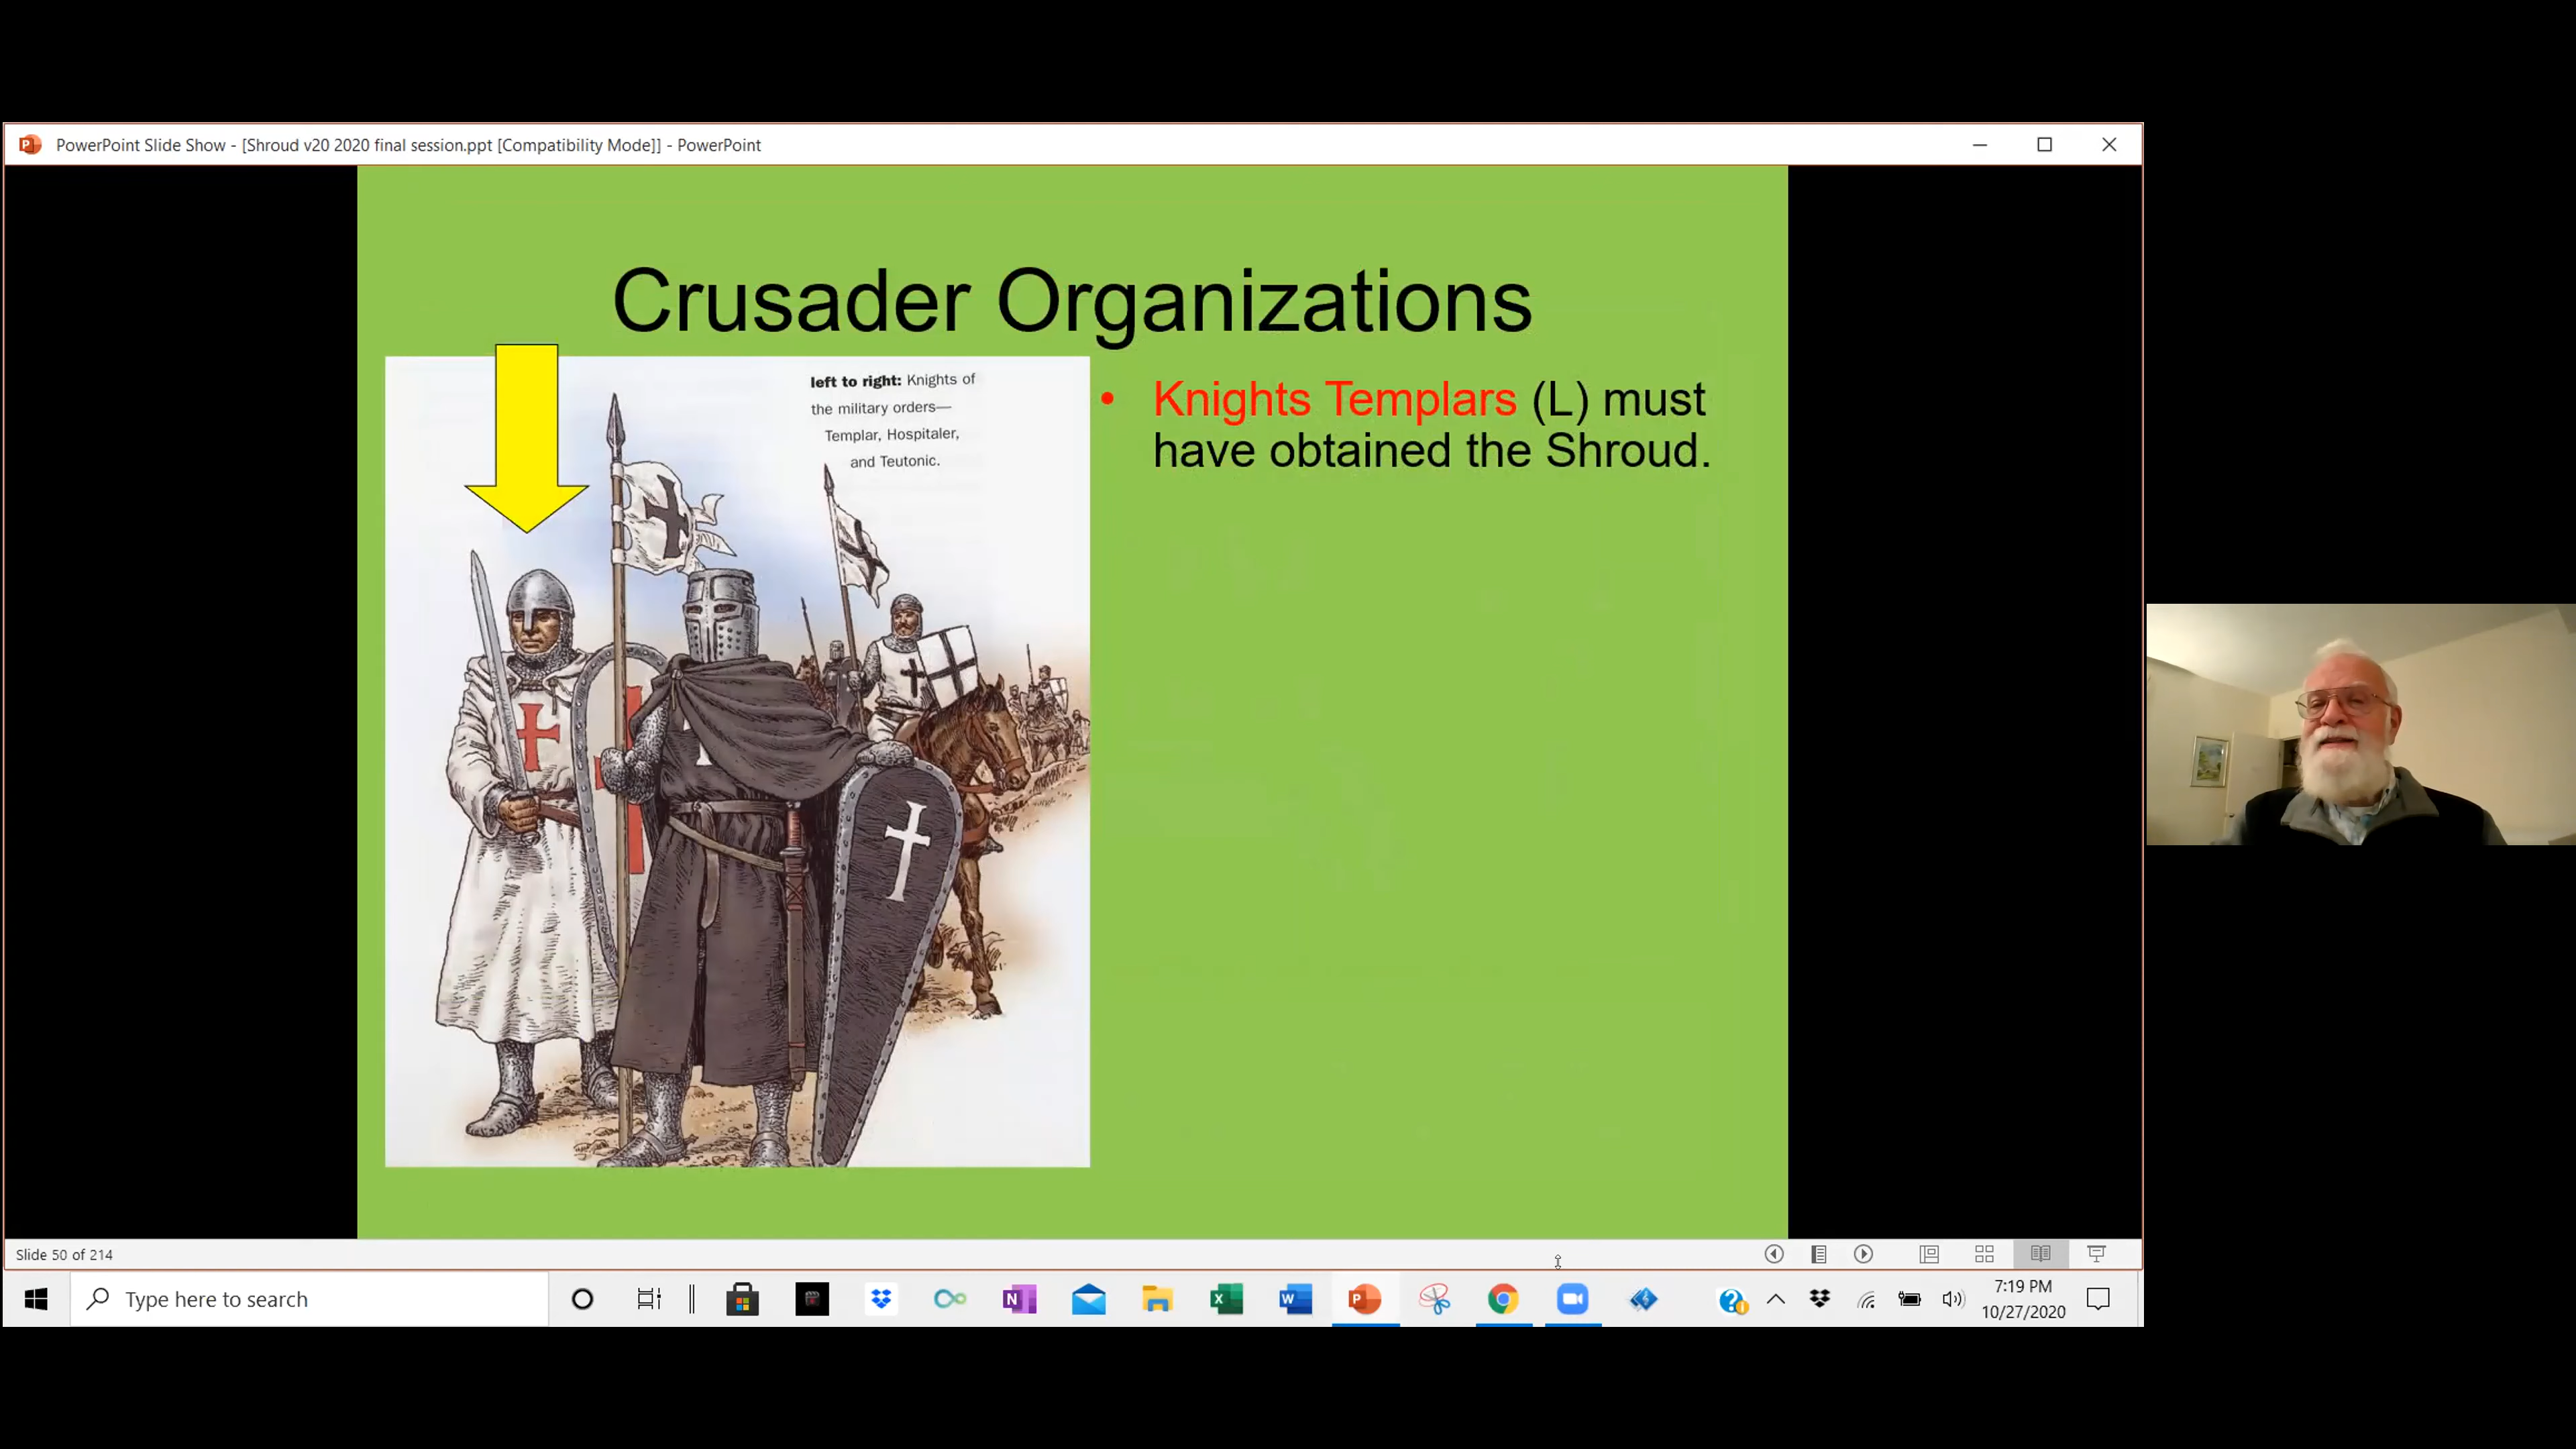 PowerPoint Slide Show - [Shroud v20 2020 final session.ppt [Compatibility Mode]] - PowerPoint
Crusader Organizations
left to right: Knights of
the military orders—
Templar, Hospitaler,
and Teutonic.
• Knights Templars (L) must
have obtained the Shroud.
Slide 50 of 214
Type here to search
7:19 PM
10/27/2020